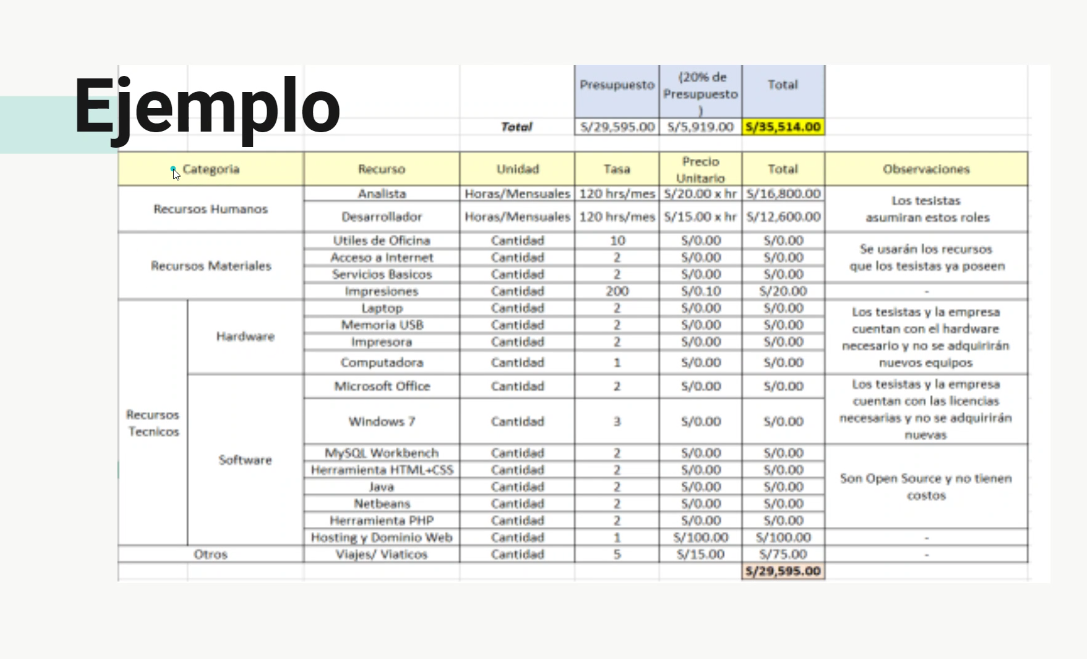 Ejemplo
Presupuesto (20% de Presupuesto ) Total
Total S/29,595.00 S/5,919.00 S/35,514.00
Categoria Recurso Unidad Tasa Precio Unitario Total Observaciones
Recursos Humanos Analista Horas/Mensuales 120 hrs/mes S/20.00 x hr S/16,800.00 Los tesistas asumiran estos roles
Desarrollador Horas/Mensuales 120 hrs/mes S/15.00 x hr S/12,600.00
Recursos Materiales Utiles de Oficina Cantidad 10 S/0.00 S/0.00 Se usarán los recursos que los tesistas ya poseen
Acceso a Internet Cantidad 2 S/0.00 S/0.00
Servicios Basicos Cantidad 2 S/0.00 S/0.00
Impresiones Cantidad 200 S/0.10 S/20.00 -
Recursos Tecnicos Hardware Laptop Cantidad 2 S/0.00 S/0.00 Los tesistas y la empresa cuentan con el hardware necesario y no se adquirirán nuevos equipos
Memoria USB Cantidad 2 S/0.00 S/0.00
Impresora Cantidad 2 S/0.00 S/0.00
Computadora Cantidad 1 S/0.00 S/0.00
Software Microsoft Office Cantidad 2 S/0.00 S/0.00 Los tesistas y la empresa cuentan con las licencias necesarias y no se adquirirán nuevas
Windows 7 Cantidad 3 S/0.00 S/0.00
MySQL Workbench Cantidad 2 S/0.00 S/0.00 Son Open Source y no tienen costos
Herramienta HTML+CSS Cantidad 2 S/0.00 S/0.00
Java Cantidad 2 S/0.00 S/0.00
Netbeans Cantidad 2 S/0.00 S/0.00
Herramienta PHP Cantidad 2 S/0.00 S/0.00
Hosting y Dominio Web Cantidad 1 S/100.00 S/100.00 -
Otros Viajes/ Viaticos Cantidad 5 S/15.00 S/75.00 -
S/29,595.00